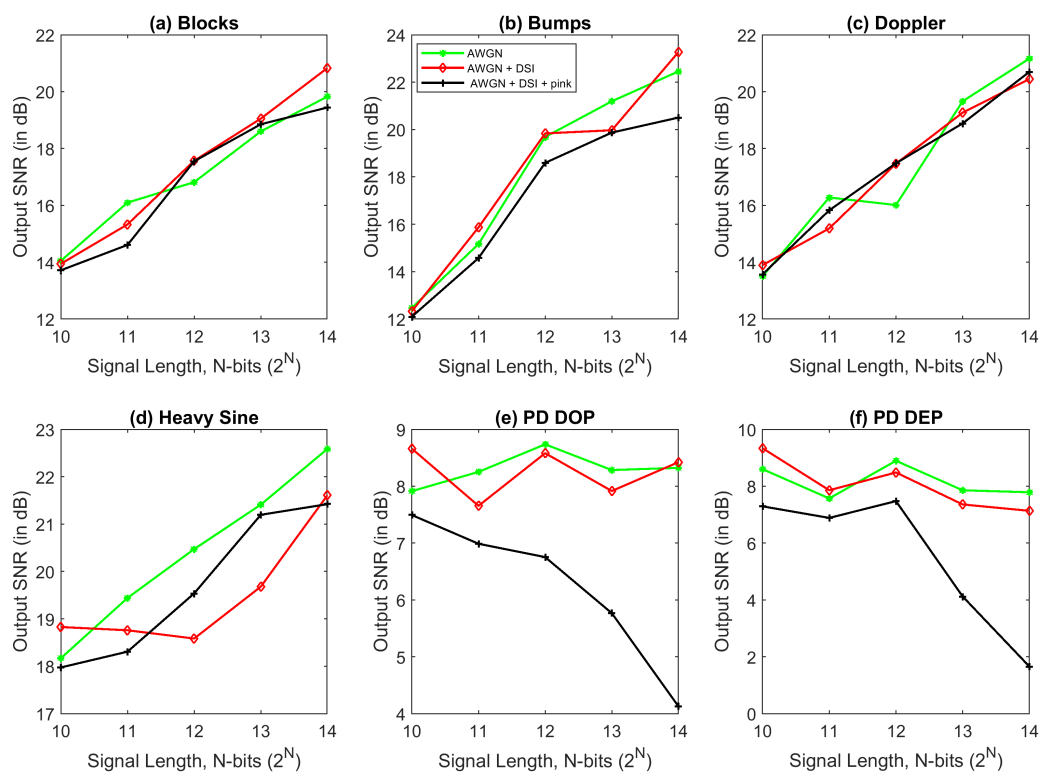 (a) Blocks
22
20
18
16
14
12
Output SNR (in dB)
10 11 12 13 14
Signal Length, N-bits (2^N)
(b) Bumps
AWGN
AWGN + DSI
AWGN + DSI + pink
24
22
20
18
16
14
12
Output SNR (in dB)
10 11 12 13 14
Signal Length, N-bits (2^N)
(c) Doppler
22
20
18
16
14
12
Output SNR (in dB)
10 11 12 13 14
Signal Length, N-bits (2^N)
(d) Heavy Sine
23
22
21
20
19
18
17
Output SNR (in dB)
10 11 12 13 14
Signal Length, N-bits (2^N)
(e) PD DOP
9
8
7
6
5
4
Output SNR (in dB)
10 11 12 13 14
Signal Length, N-bits (2^N)
(f) PD DEP
10
8
6
4
2
0
Output SNR (in dB)
10 11 12 13 14
Signal Length, N-bits (2^N)